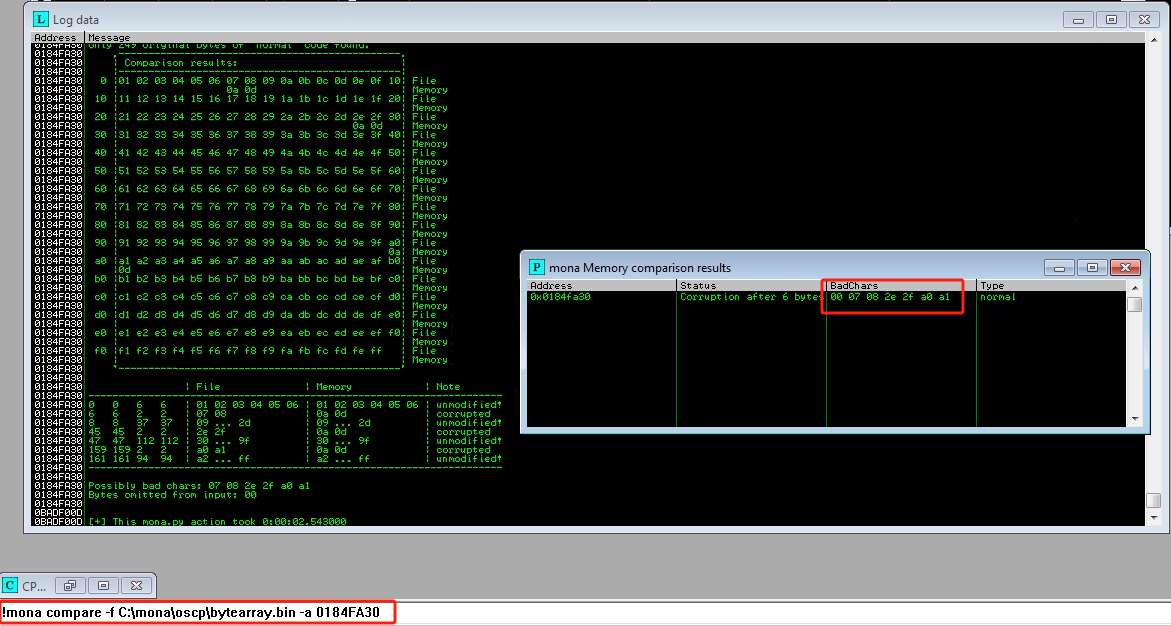 L Log data
Address Message
0184FA30 Only 249 original bytes of 'normal' code found.
0184FA30
0184FA30 | Comparison results: |
0184FA30
0184FA30 0 |01 02 03 04 05 06 07 08 09 0a 0b 0c 0d 0e 0f 10| File
0184FA30 | 0a 0d | Memory
0184FA30 10 |11 12 13 14 15 16 17 18 19 1a 1b 1c 1d 1e 1f 20| File
0184FA30 | | Memory
0184FA30 20 |21 22 23 24 25 26 27 28 29 2a 2b 2c 2d 2e 2f 30| File
0184FA30 | 0a 0d | Memory
0184FA30 30 |31 32 33 34 35 36 37 38 39 3a 3b 3c 3d 3e 3f 40| File
0184FA30 | | Memory
0184FA30 40 |41 42 43 44 45 46 47 48 49 4a 4b 4c 4d 4e 4f 50| File
0184FA30 | | Memory
0184FA30 50 |51 52 53 54 55 56 57 58 59 5a 5b 5c 5d 5e 5f 60| File
0184FA30 | | Memory
0184FA30 60 |61 62 63 64 65 66 67 68 69 6a 6b 6c 6d 6e 6f 70| File
0184FA30 | | Memory
0184FA30 70 |71 72 73 74 75 76 77 78 79 7a 7b 7c 7d 7e 7f 80| File
0184FA30 | | Memory
0184FA30 80 |81 82 83 84 85 86 87 88 89 8a 8b 8c 8d 8e 8f 90| File
0184FA30 | | Memory
0184FA30 90 |91 92 93 94 95 96 97 98 99 9a 9b 9c 9d 9e 9f a0| File
0184FA30 | 0a| Memory
0184FA30 a0 |a1 a2 a3 a4 a5 a6 a7 a8 a9 aa ab ac ad ae af b0| File
0184FA30 |0d | Memory
0184FA30 b0 |b1 b2 b3 b4 b5 b6 b7 b8 b9 ba bb bc bd be bf c0| File
0184FA30 | | Memory
0184FA30 c0 |c1 c2 c3 c4 c5 c6 c7 c8 c9 ca cb cc cd ce cf d0| File
0184FA30 | | Memory
0184FA30 d0 |d1 d2 d3 d4 d5 d6 d7 d8 d9 da db dc dd de df e0| File
0184FA30 | | Memory
0184FA30 e0 |e1 e2 e3 e4 e5 e6 e7 e8 e9 ea eb ec ed ee ef f0| File
0184FA30 | | Memory
0184FA30 f0 |f1 f2 f3 f4 f5 f6 f7 f8 f9 fa fb fc fd fe ff | File
0184FA30 | | Memory
0184FA30
0184FA30
0184FA30 | File | Memory | Note
0184FA30
0184FA30 0 0 6 6 | 01 02 03 04 05 06 | 01 02 03 04 05 06 | unmodified!
0184FA30 6 6 2 2 | 07 08 | 0a 0d | corrupted
0184FA30 8 8 37 37 | 09 ... 2d | 09 ... 2d | unmodified!
0184FA30 45 45 2 2 | 2e 2f | 0a 0d | corrupted
0184FA30 47 47 112 112 | 30 ... 9f | 30 ... 9f | unmodified!
0184FA30 159 159 2 2 | a0 a1 | 0a 0d | corrupted
0184FA30 161 161 94 94 | a2 ... ff | a2 ... ff | unmodified!
0184FA30
0184FA30
0184FA30 Possibly bad chars: 07 08 2e 2f a0 a1
0184FA30 Bytes omitted from input: 00
0184FA30
0BADF00D
0BADF00D [+] This mona.py action took 0:00:02.543000
P mona Memory comparison results
Address Status BadChars Type
0x0184fa30 Corruption after 6 bytes 00 07 08 2e 2f a0 a1 normal
C CP...
!mona compare -f C:\mona\oscp\bytearray.bin -a 0184FA30